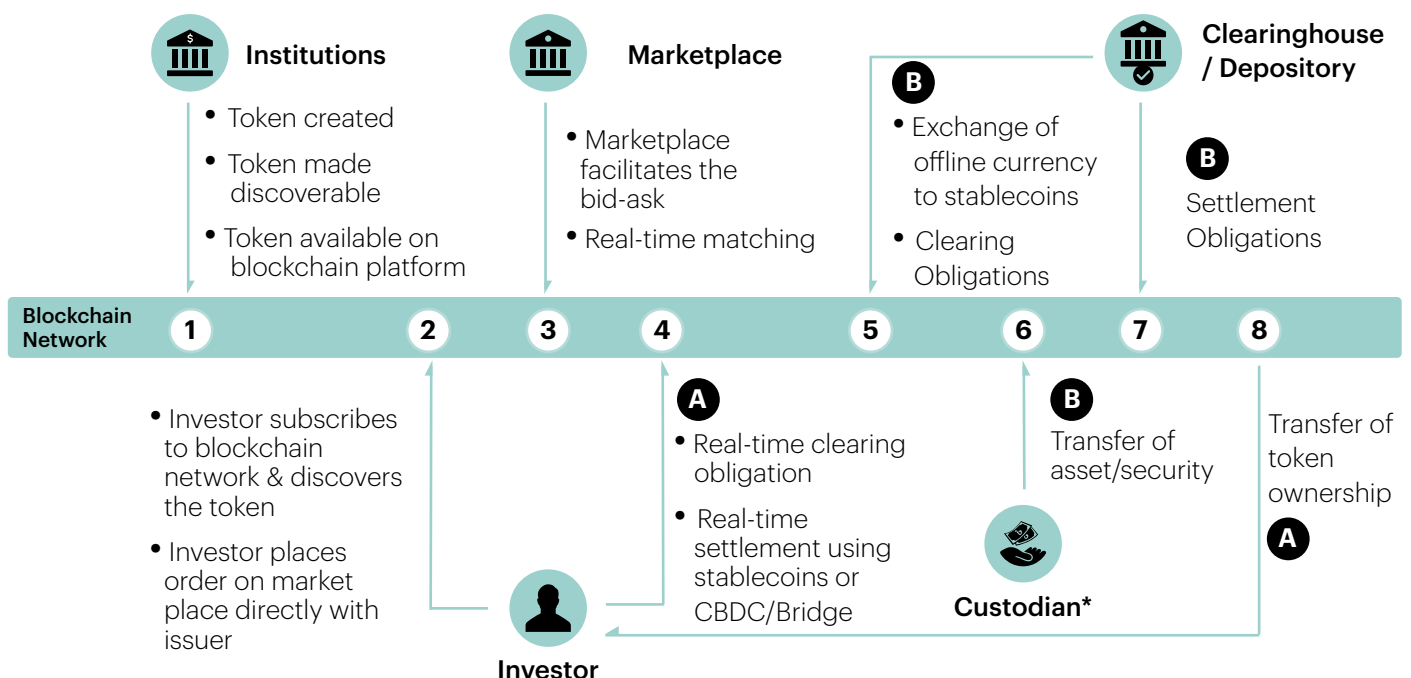 Institutions
• Token created
• Token made
discoverable
• Token available on
blockchain platform
Marketplace
• Marketplace
facilitates the
bid-ask
• Real-time matching
Clearinghouse
/ Depository
B
• Exchange of
offline currency
to stablecoins
• Clearing
Obligations
B
Settlement
Obligations
$
Blockchain
Network
1
2
3
4
5
6
7
8
• Investor subscribes
to blockchain
network & discovers
the token
• Investor places
order on market
place directly with
issuer
Investor
A
• Real-time clearing
obligation
• Real-time
settlement using
stablecoins or
CBDC/Bridge
B
Transfer of
asset/security
Custodian*
Transfer of
token
ownership
A